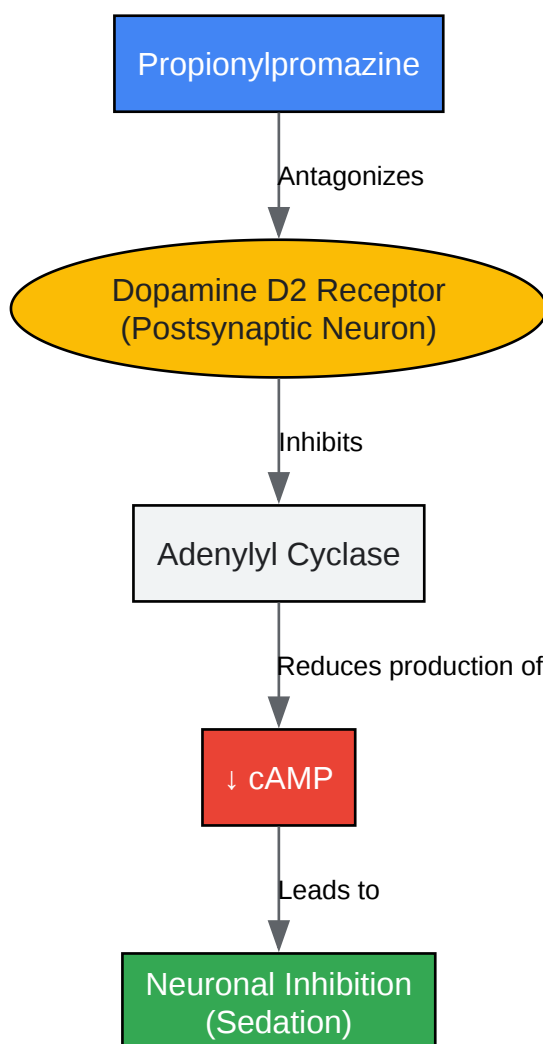 Propionylpromazine
Antagonizes
Dopamine D2 Receptor
(Postsynaptic Neuron)
Inhibits
Adenylyl Cyclase
Reduces production of
↓ cAMP
Leads to
Neuronal Inhibition
(Sedation)